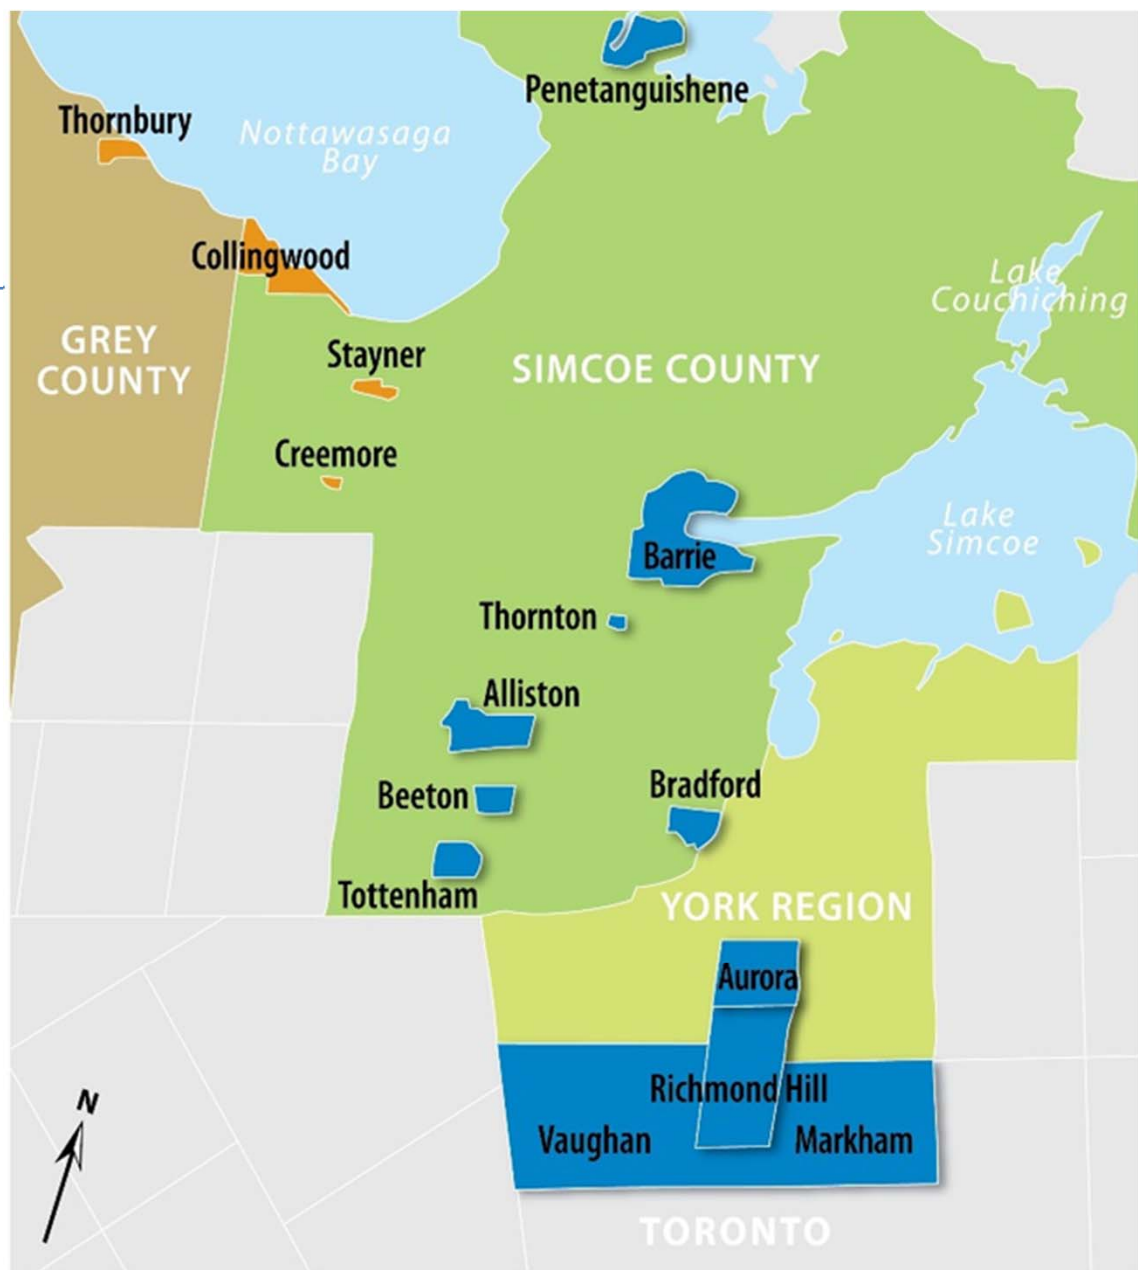 Penetanguishene
Thornbury
Nottawasaga
Bay
Collingwood
Lake
Couchiching
GREY
COUNTY
Stayner
SIMCOE COUNTY
Creemore
Lake
Simcoe
Barrie
Thornton
Alliston
Beeton
Bradford
Tottenham
YORK REGION
Aurora
Richmond Hill
Vaughan
Markham
N
TORONTO